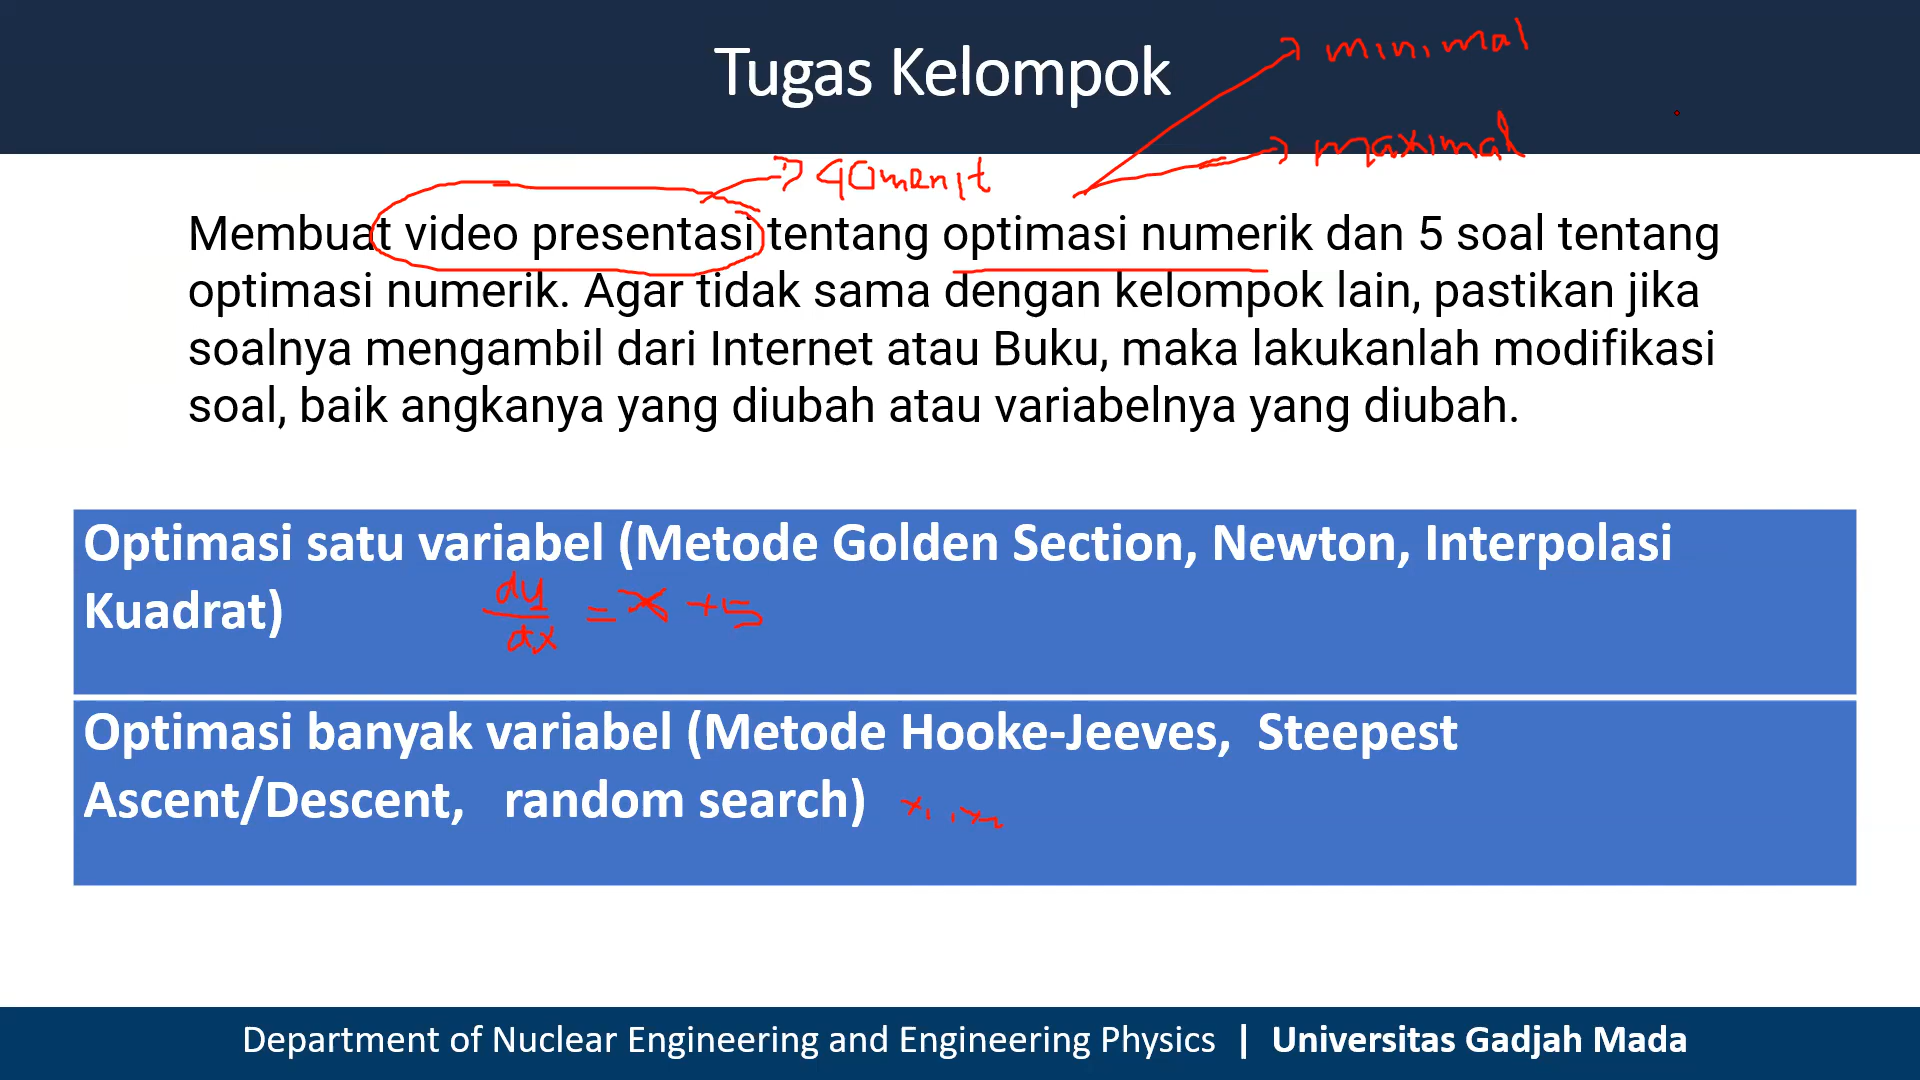 Tugas Kelompok
minimal
maximal
40 menit
Membuat video presentasi tentang optimasi numerik dan 5 soal tentang
optimasi numerik. Agar tidak sama dengan kelompok lain, pastikan jika
soalnya mengambil dari Internet atau Buku, maka lakukanlah modifikasi
soal, baik angkanya yang diubah atau variabelnya yang diubah.
Optimasi satu variabel (Metode Golden Section, Newton, Interpolasi
Kuadrat)
dy/dx = x + 5
Optimasi banyak variabel (Metode Hooke-Jeeves, Steepest
Ascent/Descent, random search) x₁, x₂
Department of Nuclear Engineering and Engineering Physics | Universitas Gadjah Mada